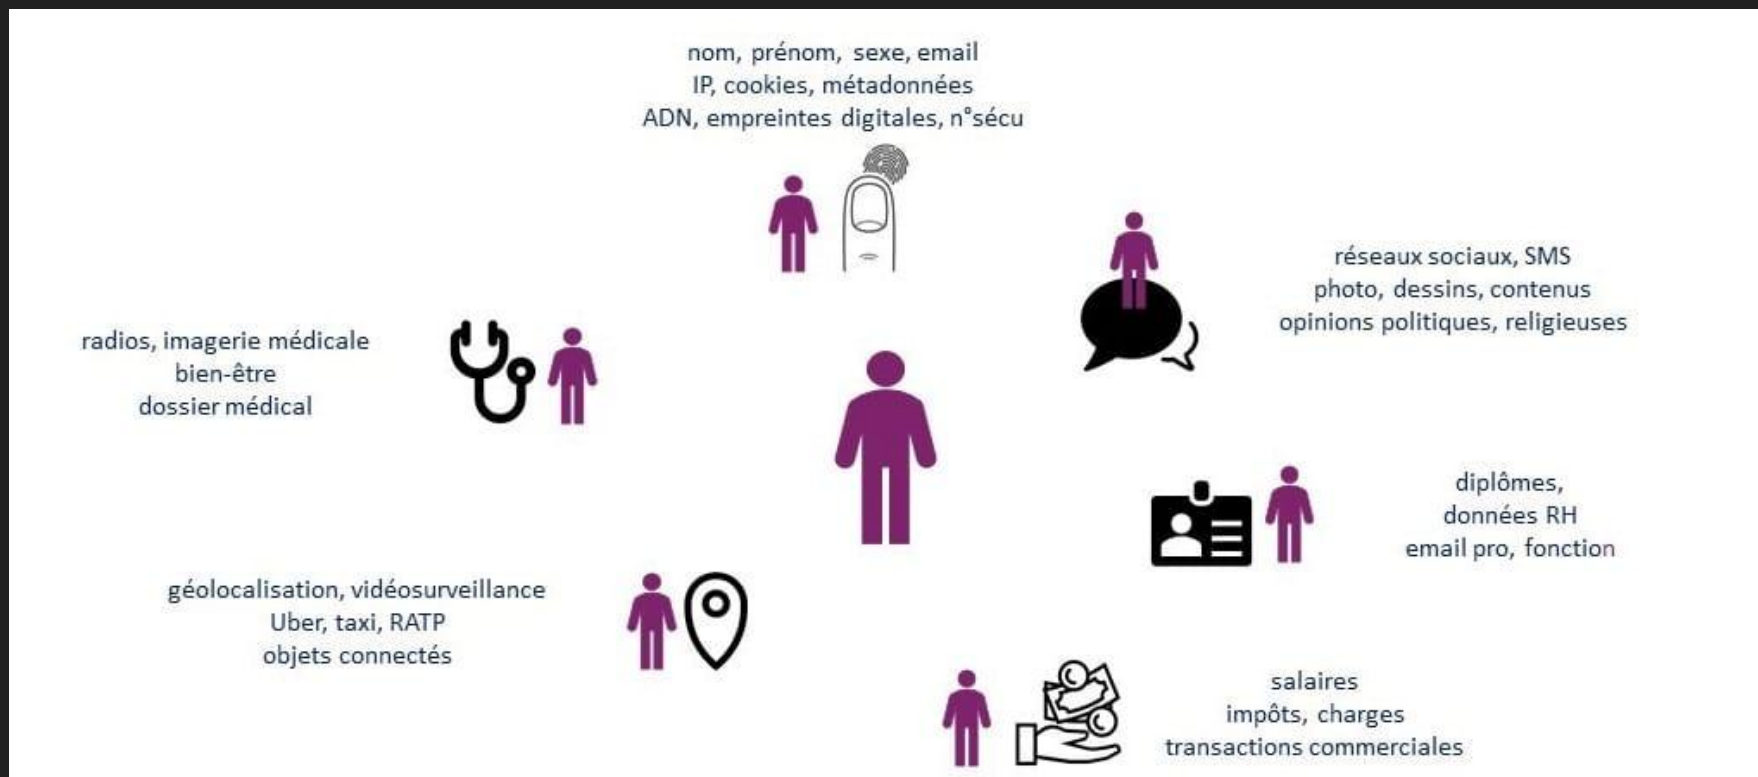 nom, prénom, sexe, email
IP, cookies, métadonnées
ADN, empreintes digitales, n°sécu
réseaux sociaux, SMS
photo, dessins, contenus
opinions politiques, religieuses
radios, imagerie médicale
bien-être
dossier médical
diplômes,
données RH
email pro, fonction
géolocalisation, vidéosurveillance
Uber, taxi, RATP
objets connectés
salaires
impôts, charges
transactions commerciales